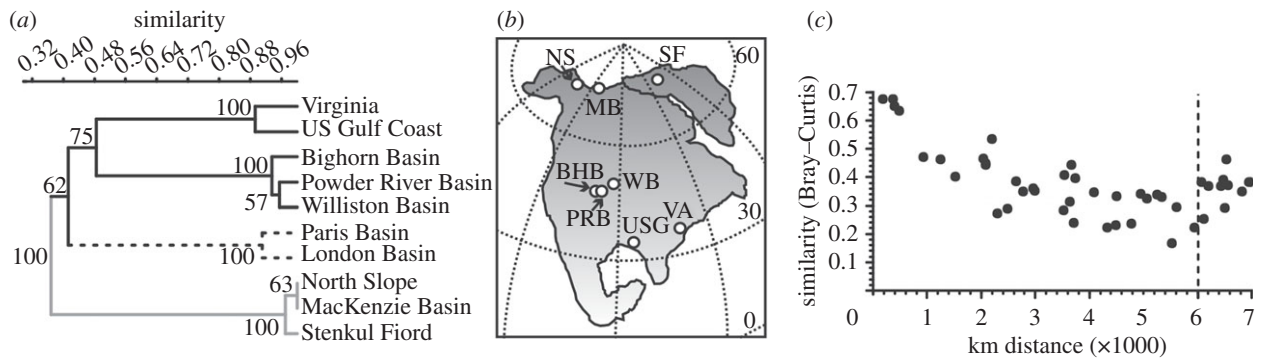 (a)
similarity
0.32 0.40 0.48 0.56 0.64 0.72 0.80 0.88 0.96
100 Virginia
US Gulf Coast
75
100 Bighorn Basin
Powder River Basin
57 Williston Basin
62
Paris Basin
100 London Basin
100
63 North Slope
MacKenzie Basin
100 Stenkul Fiord
(b)
NS SF 60
MB
BHB WB
PRB
USG VA 30
0
(c)
similarity (Bray–Curtis)
0.7
0.6
0.5
0.4
0.3
0.2
0.1
0 1 2 3 4 5 6 7
km distance (×1000)